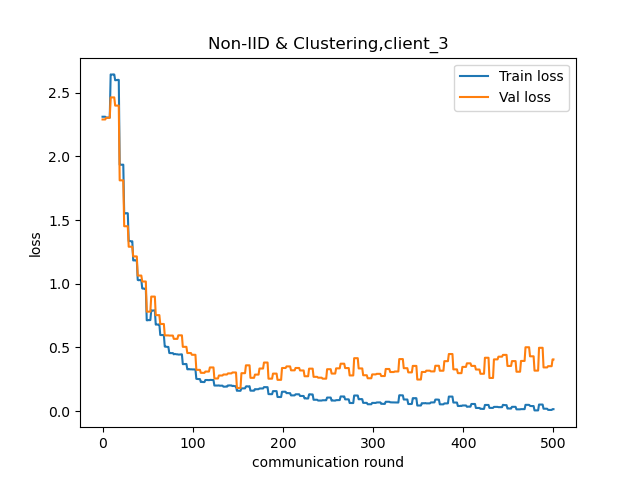 Non-IID & Clustering,client_3
Train loss
Val loss
2.5
2.0
1.5
1.0
0.5
0.0
loss
0
100
200
300
400
500
communication round